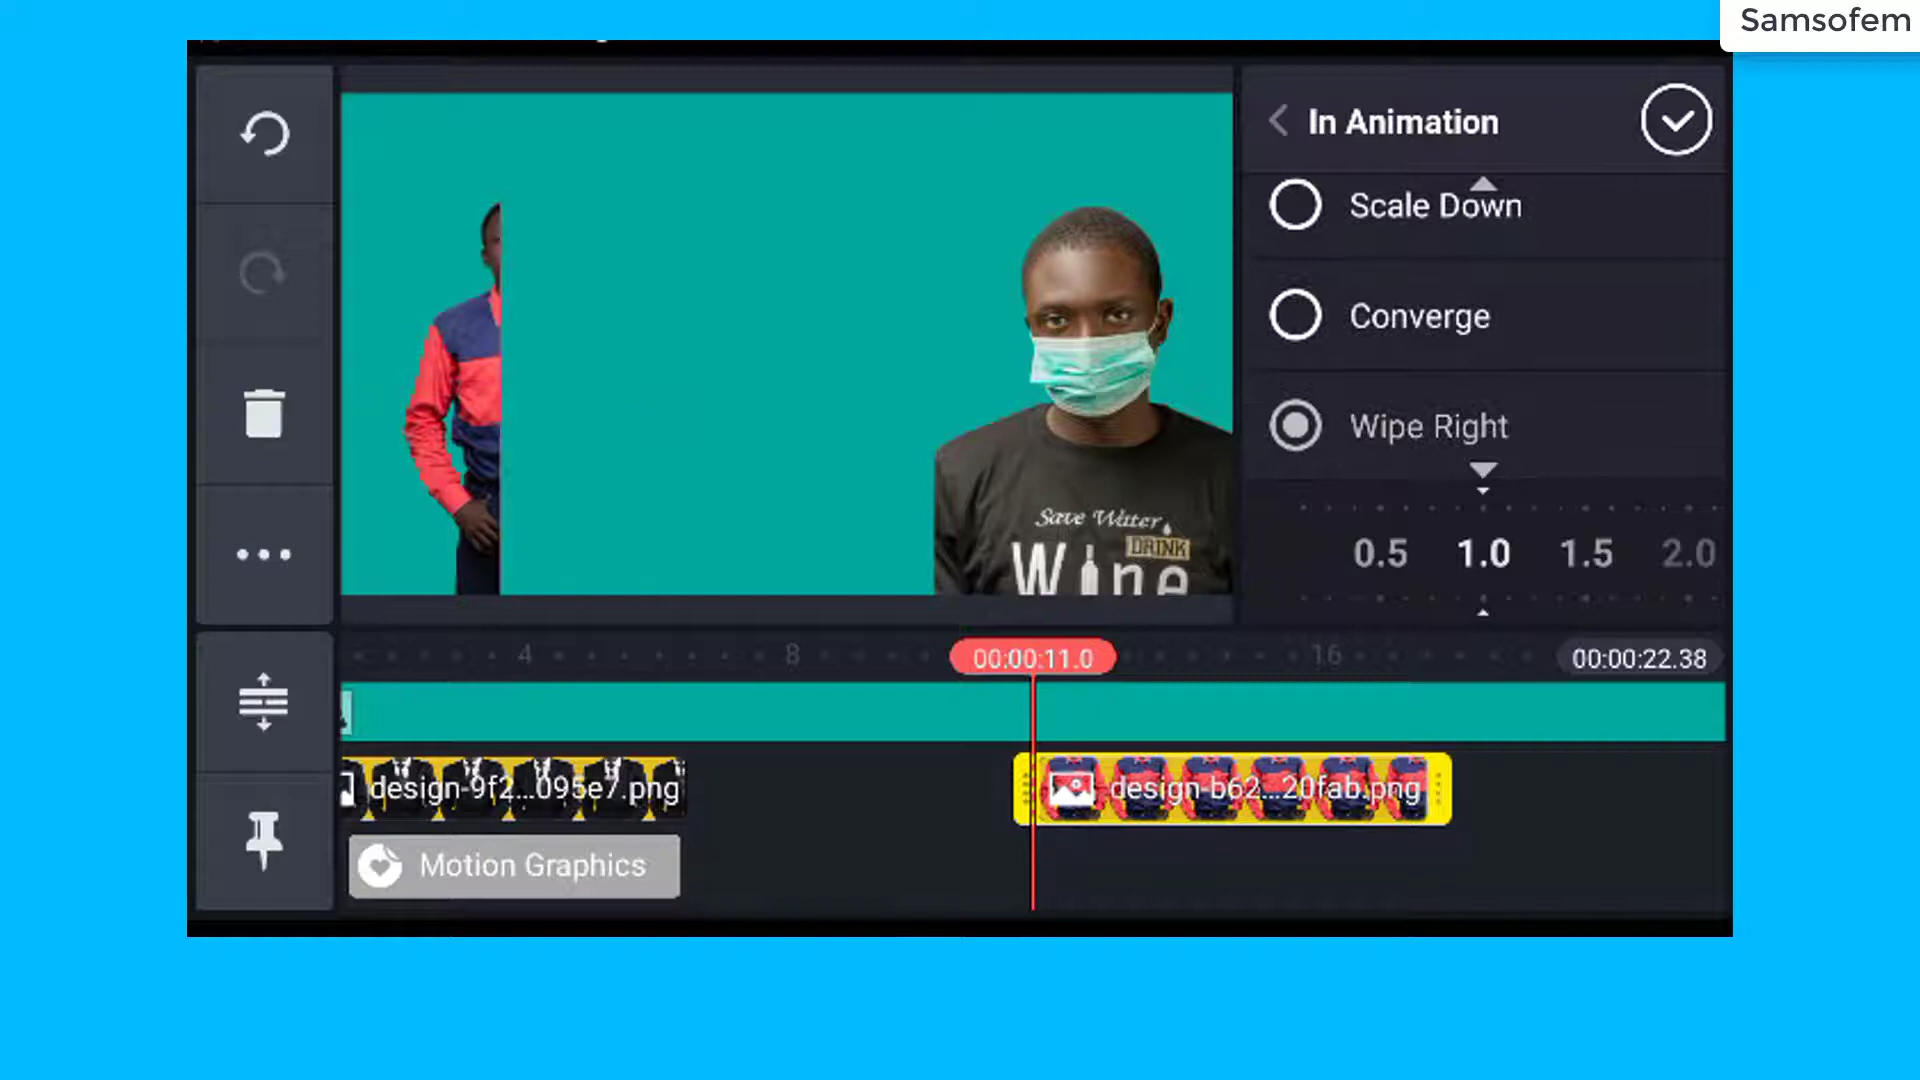 Samsofem
In Animation
Scale Down
Converge
Wipe Right
Save Water
DRINK
Wine
0.5 1.0 1.5 2.0
4 8 00:00:11.0 16 00:00:22.38
design-9f2...095e7.png
design-b62...20fab.png
Motion Graphics